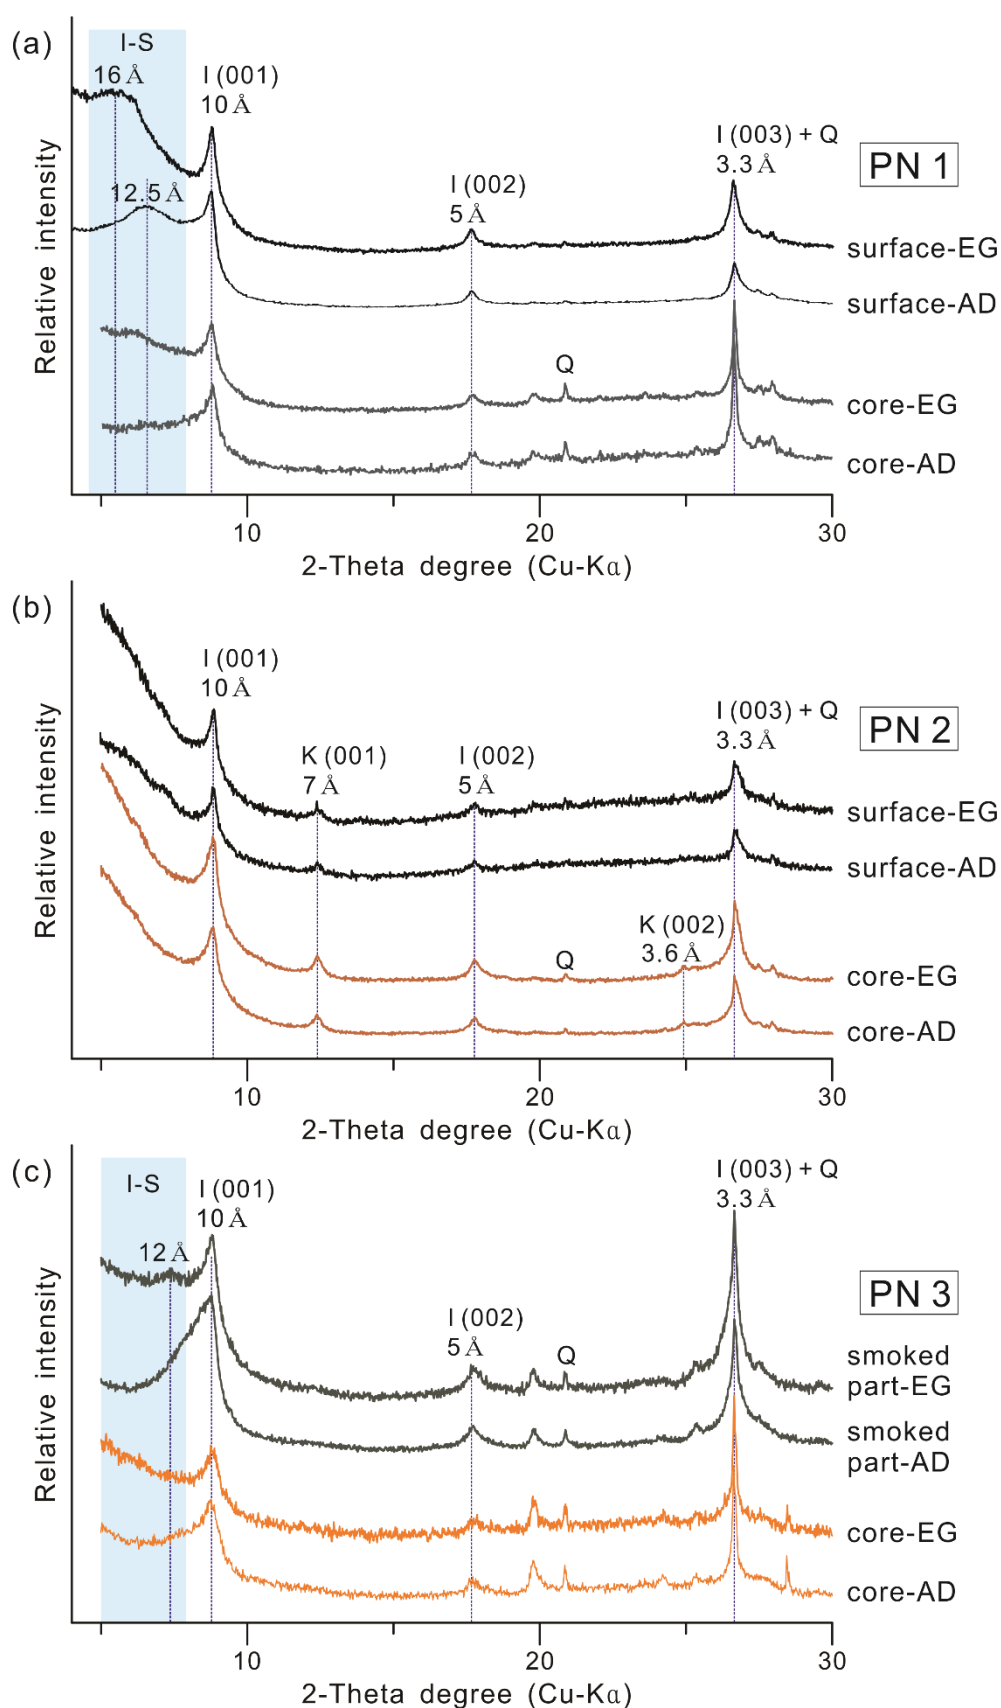 (a)
I-S
16 Å
I (001)
10 Å
12.5 Å
I (002)
5 Å
I (003) + Q
3.3 Å
PN 1
surface-EG
surface-AD
Q
core-EG
core-AD
Relative intensity
10
20
30
2-Theta degree (Cu-Kα)
(b)
I (001)
10 Å
K (001)
7 Å
I (002)
5 Å
I (003) + Q
3.3 Å
PN 2
surface-EG
surface-AD
K (002)
3.6 Å
Q
core-EG
core-AD
Relative intensity
10
20
30
2-Theta degree (Cu-Kα)
(c)
I-S
12 Å
I (001)
10 Å
I (002)
5 Å
Q
I (003) + Q
3.3 Å
PN 3
smoked
part-EG
smoked
part-AD
core-EG
core-AD
Relative intensity
10
20
30
2-Theta degree (Cu-Kα)